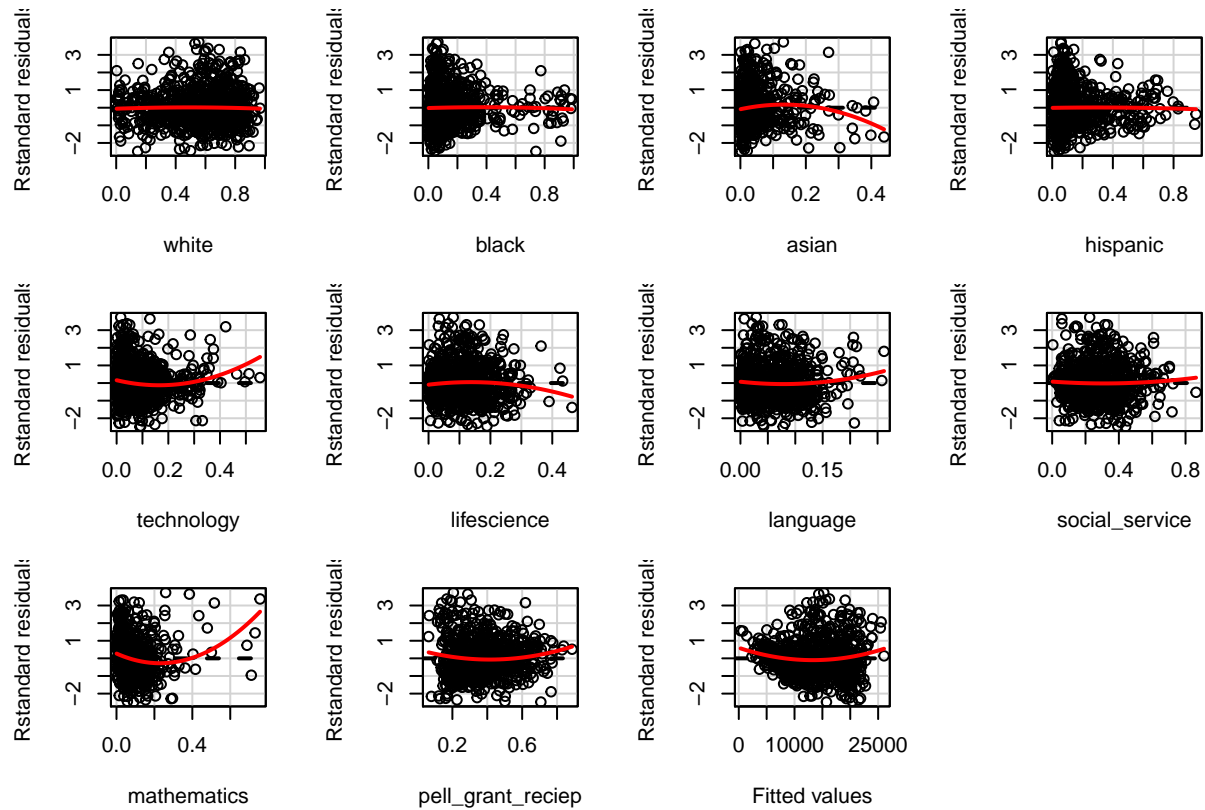 Rstandard residuals
3
1
−2
0.0 0.4 0.8
white
Rstandard residuals
3
1
−2
0.0 0.4 0.8
black
Rstandard residuals
3
1
−2
0.0 0.2 0.4
asian
Rstandard residuals
3
1
−2
0.0 0.4 0.8
hispanic
Rstandard residuals
3
1
−2
0.0 0.2 0.4
technology
Rstandard residuals
3
1
−2
0.0 0.2 0.4
lifescience
Rstandard residuals
3
1
−2
0.00 0.15
language
Rstandard residuals
3
1
−2
0.0 0.4 0.8
social_service
Rstandard residuals
3
1
−2
0.0 0.4
mathematics
Rstandard residuals
3
1
−2
0.2 0.6
pell_grant_reciep
Rstandard residuals
3
1
−2
0 10000 25000
Fitted values